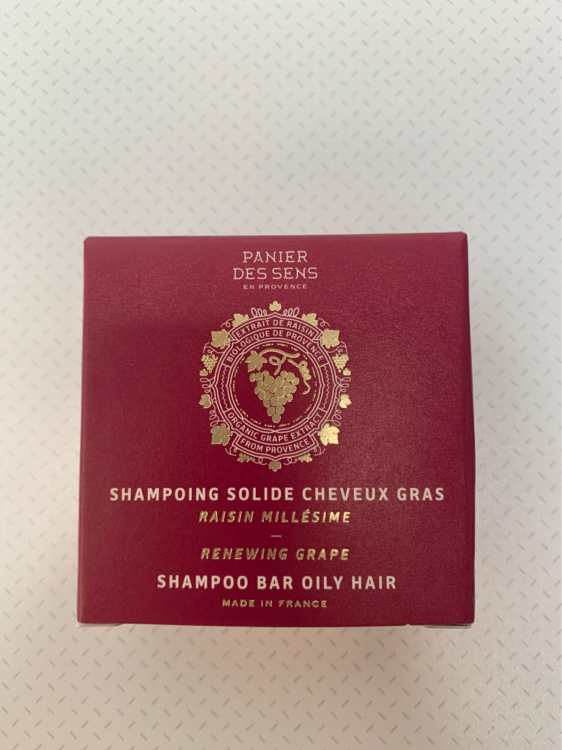 PANIER
DES SENS
EN PROVENCE
EXTRAIT DE RAISIN
BIOLOGIQUE DE PROVENCE
ORGANIC GRAPE EXTRACT
FROM PROVENCE
SHAMPOING SOLIDE CHEVEUX GRAS
RAISIN MILLÉSIME
RENEWING GRAPE
SHAMPOO BAR OILY HAIR
MADE IN FRANCE